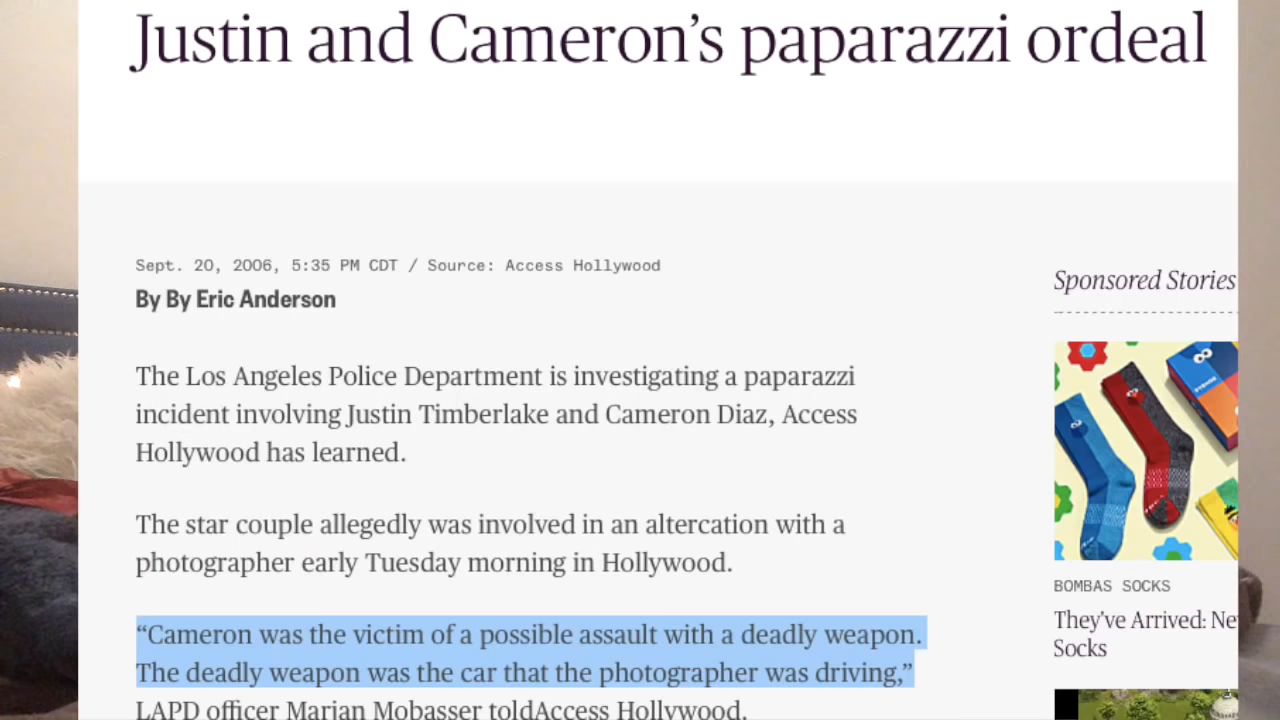 Justin and Cameron's paparazzi ordeal
Sept. 20, 2006, 5:35 PM CDT / Source: Access Hollywood
By By Eric Anderson
The Los Angeles Police Department is investigating a paparazzi
incident involving Justin Timberlake and Cameron Diaz, Access
Hollywood has learned.
The star couple allegedly was involved in an altercation with a
photographer early Tuesday morning in Hollywood.
“Cameron was the victim of a possible assault with a deadly weapon.
The deadly weapon was the car that the photographer was driving,”
LAPD officer Marjan Mobasser toldAccess Hollywood.
Sponsored Stories
BOMBAS SOCKS
They've Arrived:
Socks